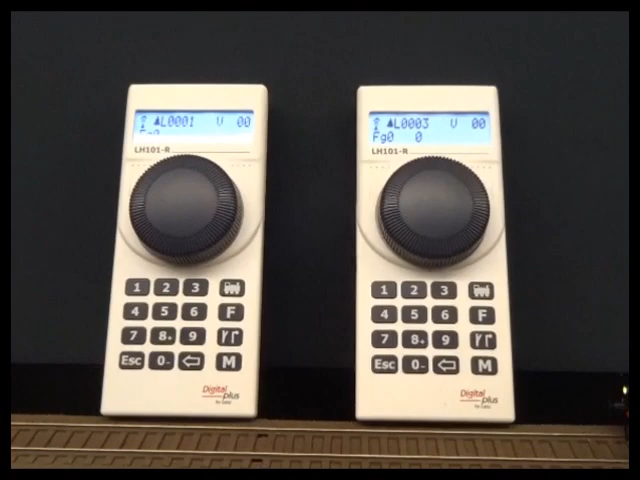 ▲L0001 V 00
LH101-R
1 2 3
4 5 6 F
7 8+ 9
Esc 0- M
Digital
plus
by Lenz
▲L0003 V 00
Fg0 0
LH101-R
1 2 3
4 5 6 F
7 8+ 9
Esc 0- M
Digital
plus
by Lenz